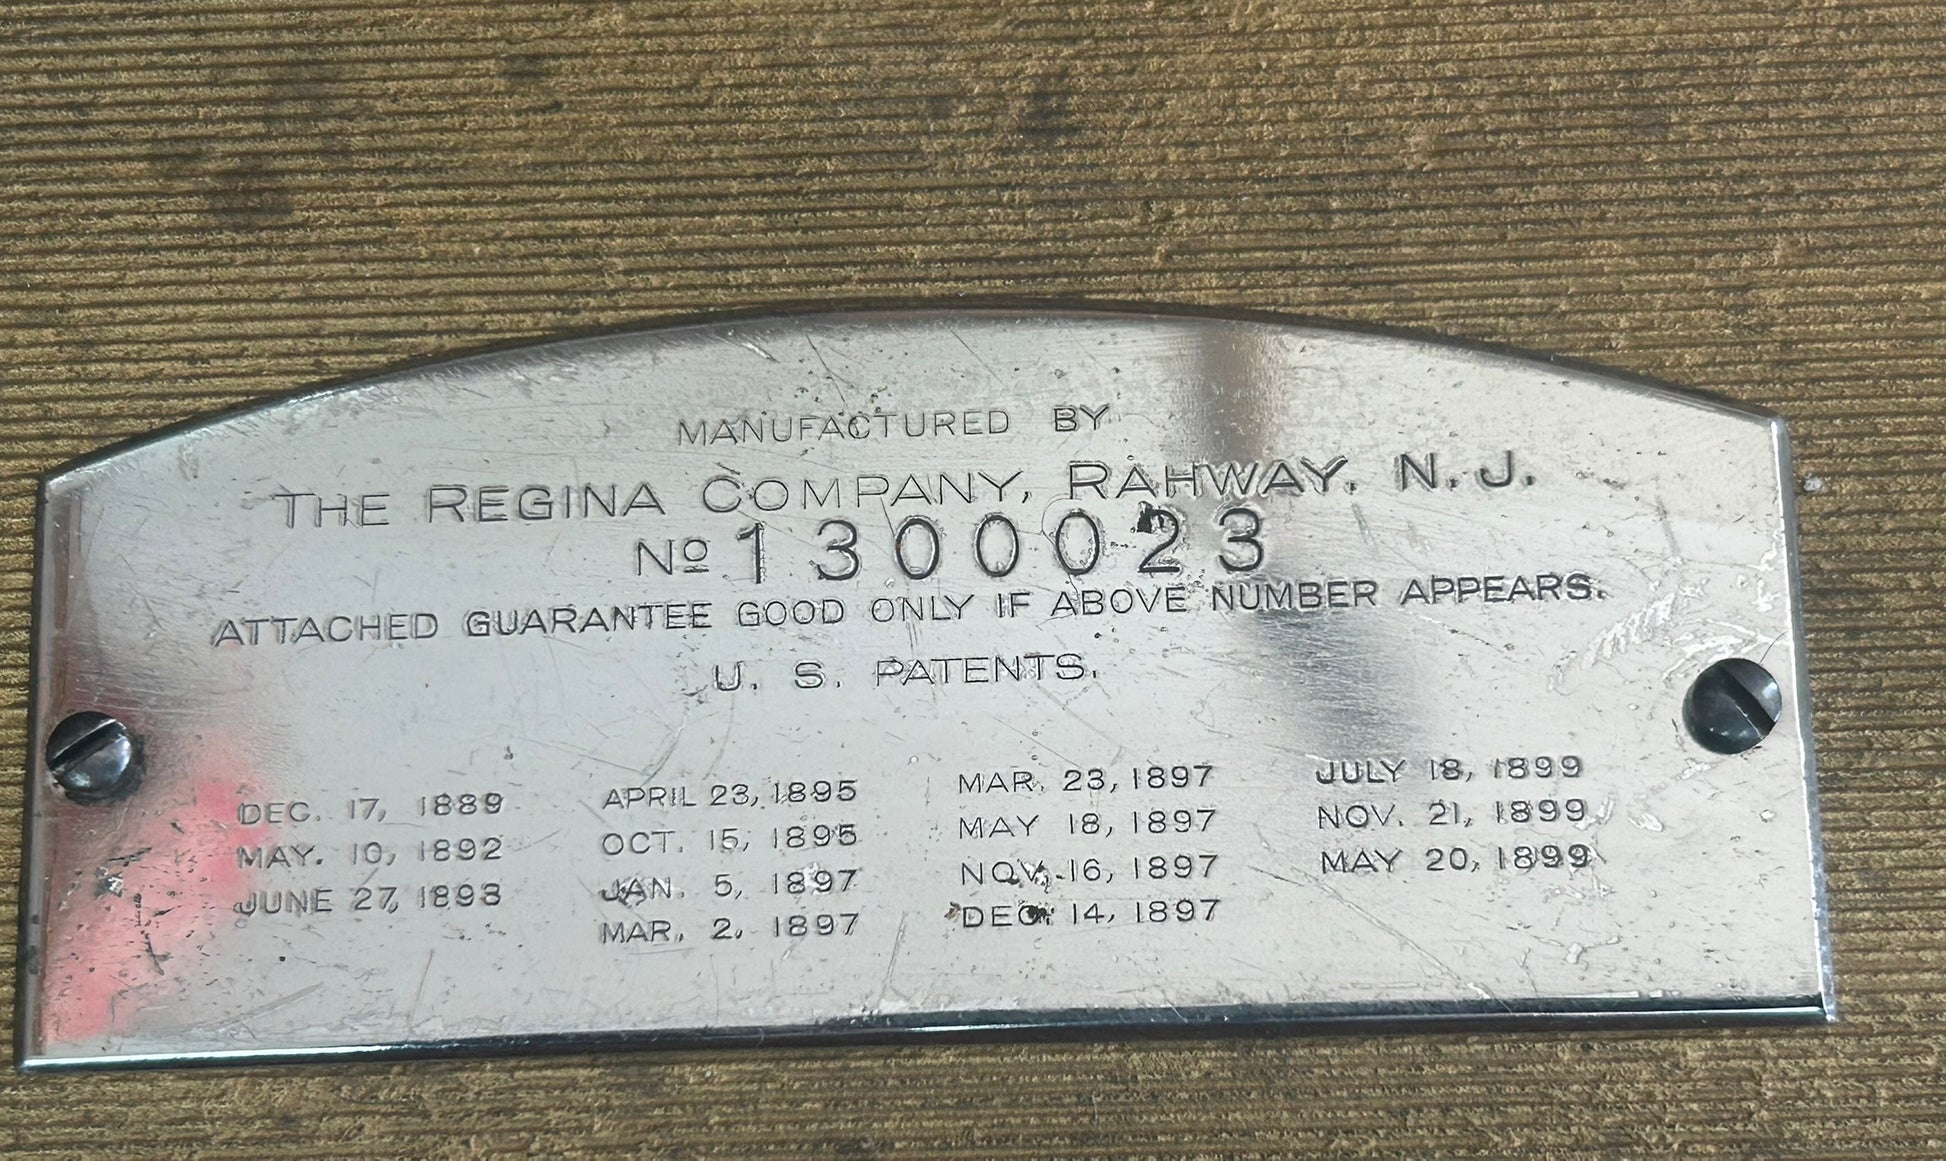 MANUFACTURED BY
THE REGINA COMPANY, RAHWAY, N.J.
Nº 1300023
ATTACHED GUARANTEE GOOD ONLY IF ABOVE NUMBER APPEARS.
U. S. PATENTS.
DEC. 17, 1889 APRIL 23, 1895 MAR. 23, 1897 JULY 18, 1899
MAY. 10, 1892 OCT. 15, 1895 MAY 18, 1897 NOV. 21, 1899
JUNE 27, 1893 JAN. 5, 1897 NOV. 16, 1897 MAY 20, 1899
MAR. 2, 1897 DEC. 14, 1897